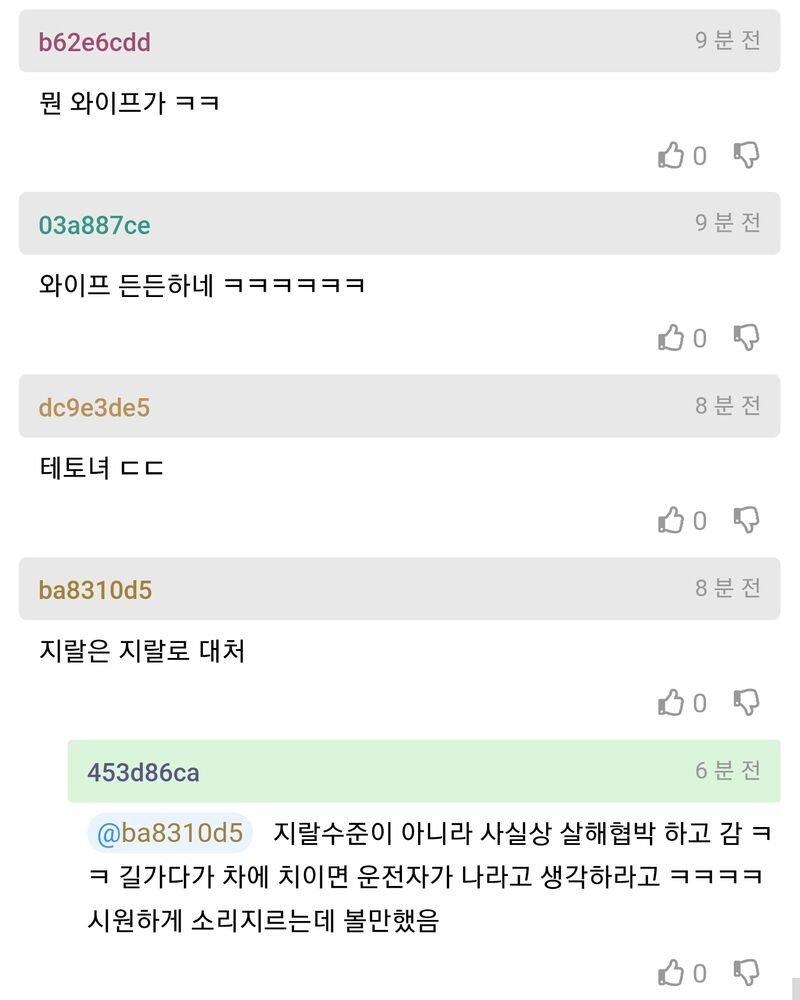 b62e6cdd 9 분 전
뭔 와이프가 ㅋㅋ
0
03a887ce 9 분 전
와이프 든든하네 ㅋㅋㅋㅋㅋㅋ
0
dc9e3de5 8 분 전
테토녀 ㄷㄷ
0
ba8310d5 8 분 전
지랄은 지랄로 대처
0
453d86ca 6 분 전
@ba8310d5 지랄수준이 아니라 사실상 살해협박 하고 감 ㅋ
ㅋ 길가다가 차에 치이면 운전자가 나라고 생각하라고 ㅋㅋㅋㅋ
시원하게 소리지르는데 볼만했음
0